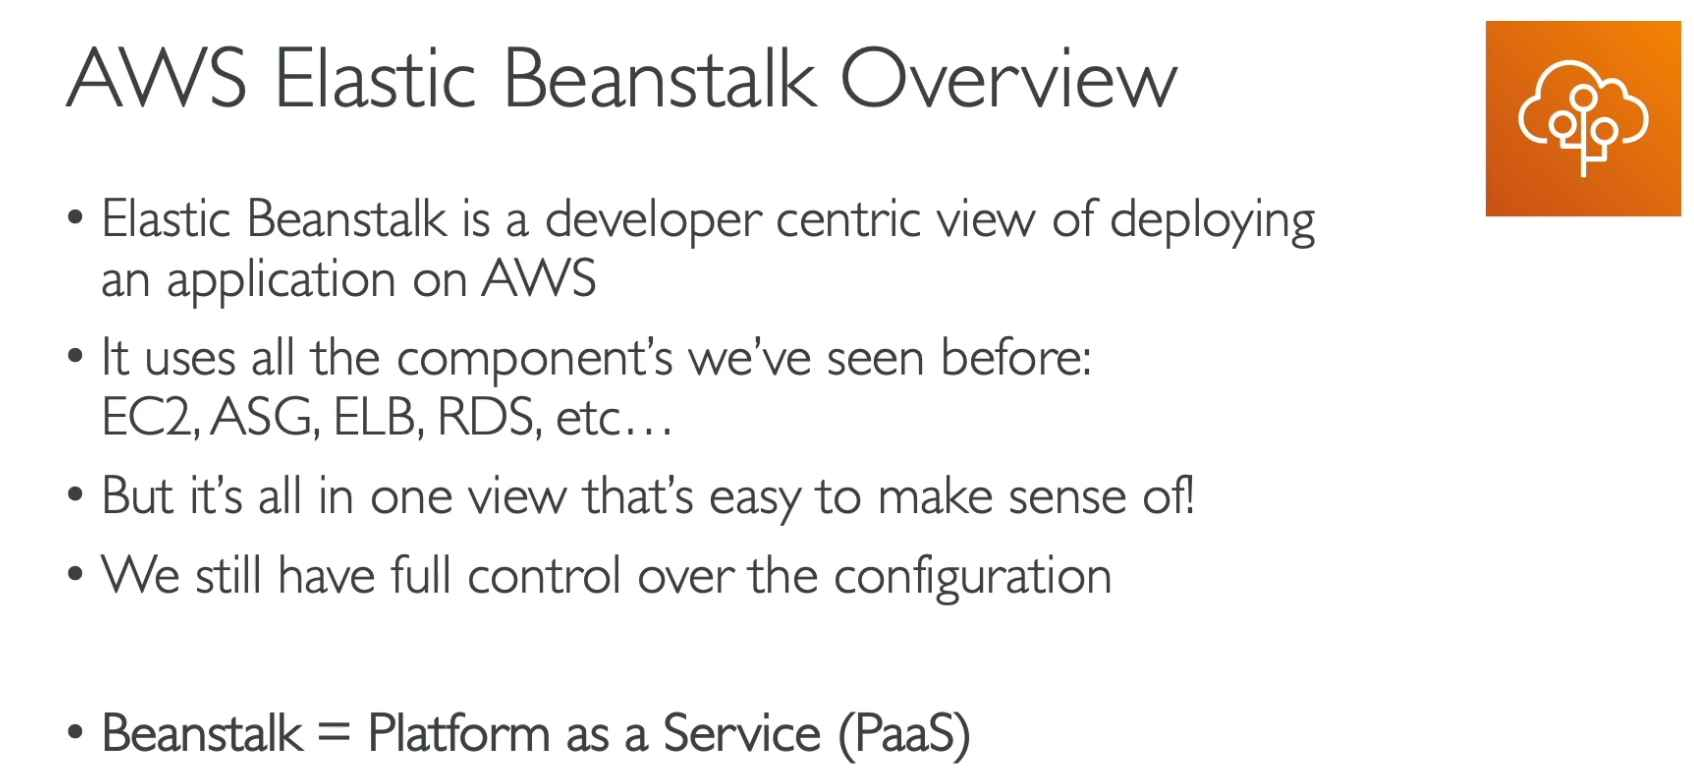 AWS Elastic Beanstalk Overview
• Elastic Beanstalk is a developer centric view of deploying
an application on AWS
• It uses all the component’s we’ve seen before:
EC2, ASG, ELB, RDS, etc…
• But it’s all in one view that’s easy to make sense of!
• We still have full control over the configuration
• Beanstalk = Platform as a Service (PaaS)